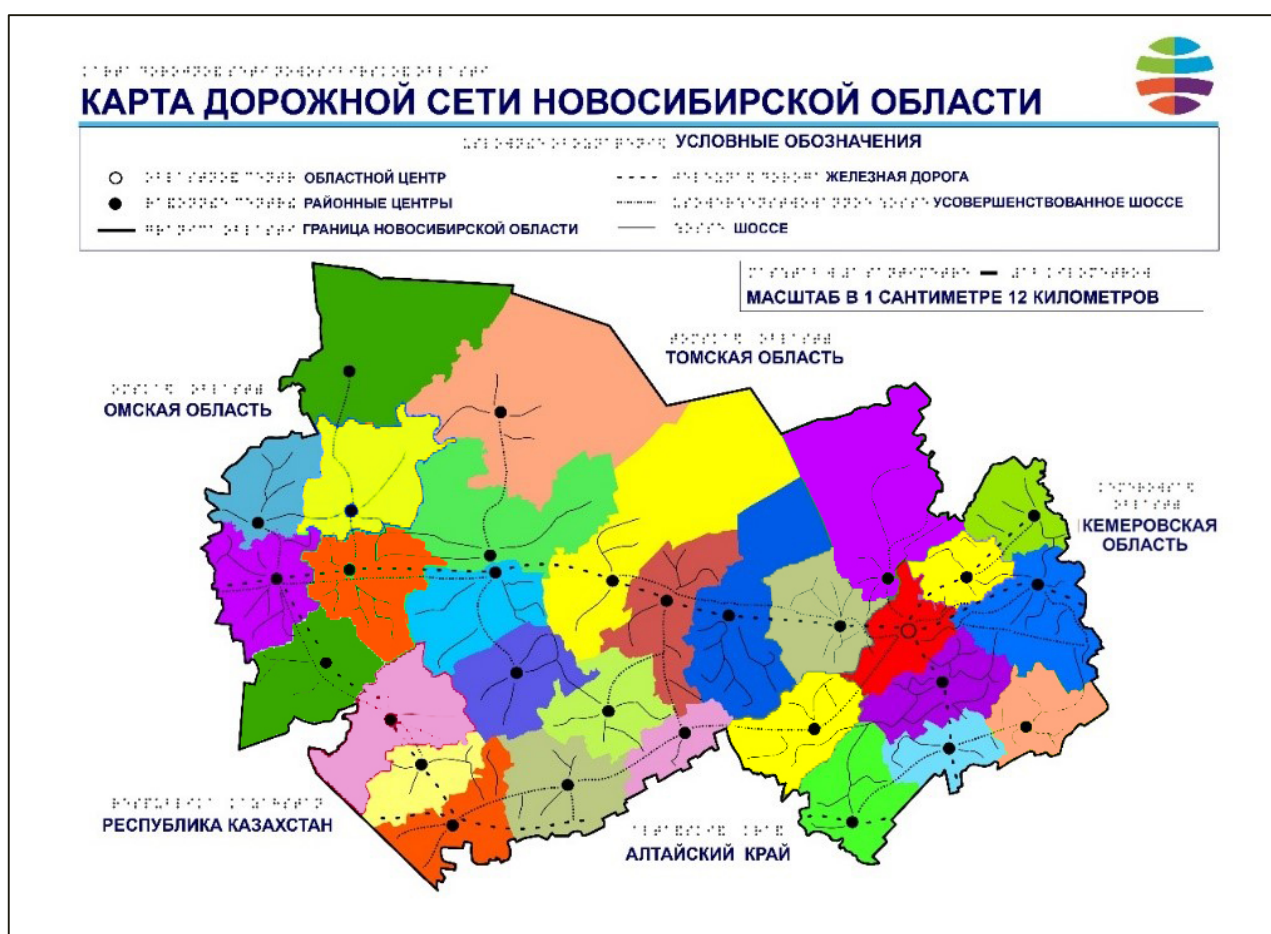 ⠅⠁⠗⠞⠁ ⠙⠕⠗⠕⠚⠝⠕⠯ ⠎⠑⠞⠊ ⠝⠕⠺⠕⠎⠊⠃⠊⠗⠎⠅⠕⠯ ⠕⠃⠇⠁⠎⠞⠊
КАРТА ДОРОЖНОЙ СЕТИ НОВОСИБИРСКОЙ ОБЛАСТИ
УСЛОВНЫЕ ОБОЗНАЧЕНИЯ
ОБЛАСТНОЙ ЦЕНТР
РАЙОННЫЕ ЦЕНТРЫ
ГРАНИЦА НОВОСИБИРСКОЙ ОБЛАСТИ
ЖЕЛЕЗНАЯ ДОРОГА
УСОВЕРШЕНСТВОВАННОЕ ШОССЕ
ШОССЕ
МАСШТАБ В 1 САНТИМЕТРЕ 12 КИЛОМЕТРОВ
ТОМСКАЯ ОБЛАСТЬ
ОМСКАЯ ОБЛАСТЬ
КЕМЕРОВСКАЯ
ОБЛАСТЬ
РЕСПУБЛИКА КАЗАХСТАН
АЛТАЙСКИЙ КРАЙ